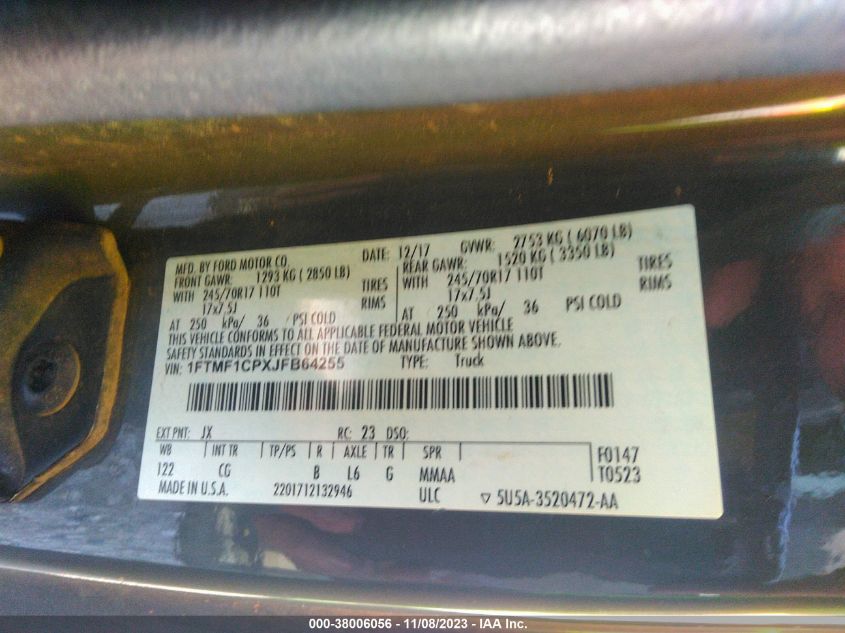 MFD. BY FORD MOTOR CO. DATE: 12/17 GVWR: 2753 KG ( 6070 LB)
FRONT GAWR: 1293 KG ( 2850 LB) REAR GAWR: 1520 KG ( 3350 LB)
WITH 245/70R17 110T TIRES WITH 245/70R17 110T TIRES
17x7.5J RIMS 17x7.5J RIMS
AT 250 kPa/ 36 PSI COLD AT 250 kPa/ 36 PSI COLD
THIS VEHICLE CONFORMS TO ALL APPLICABLE FEDERAL MOTOR VEHICLE
SAFETY STANDARDS IN EFFECT ON THE DATE OF MANUFACTURE SHOWN ABOVE.
VIN: 1FTMF1CPXJFB64255 TYPE: Truck
EXT PNT: JX RC: 23 DSO:
WB INT TR TP/PS R AXLE TR SPR F0147
122 CG B L6 G MMAA T0523
MADE IN U.S.A. 2201712132946 ULC ▽ 5U5A-3520472-AA
000-38006056 - 11/08/2023 - IAA Inc.